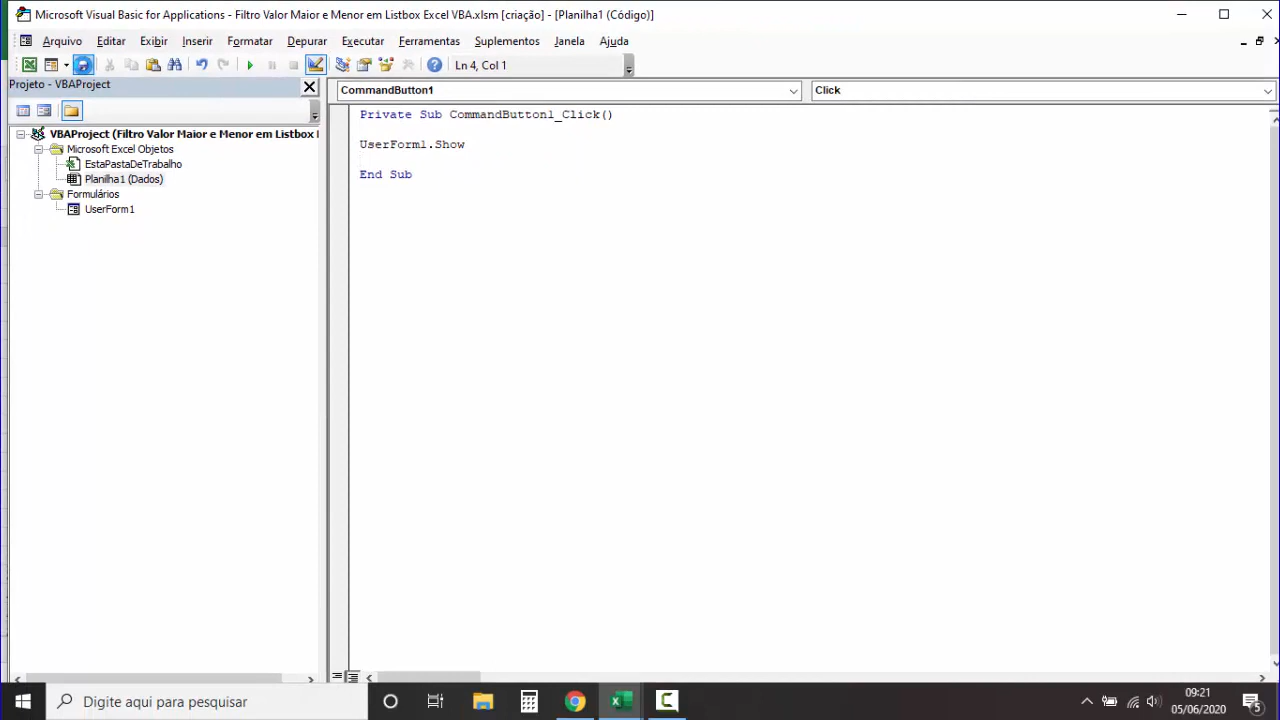 Microsoft Visual Basic for Applications - Filtro Valor Maior e Menor em Listbox Excel VBA.xlsm [criação] - [Planilha1 (Código)]
Arquivo Editar Exibir Inserir Formatar Depurar Executar Ferramentas Suplementos Janela Ajuda
Ln 4, Col 1
Projeto - VBAProject
CommandButton1 Click
VBAProject (Filtro Valor Maior e Menor em Listbox
Microsoft Excel Objetos
EstaPastaDeTrabalho
Planilha1 (Dados)
Formulários
UserForm1
Private Sub CommandButton1_Click()
UserForm1.Show
End Sub
Digite aqui para pesquisar
09:21
05/06/2020
5